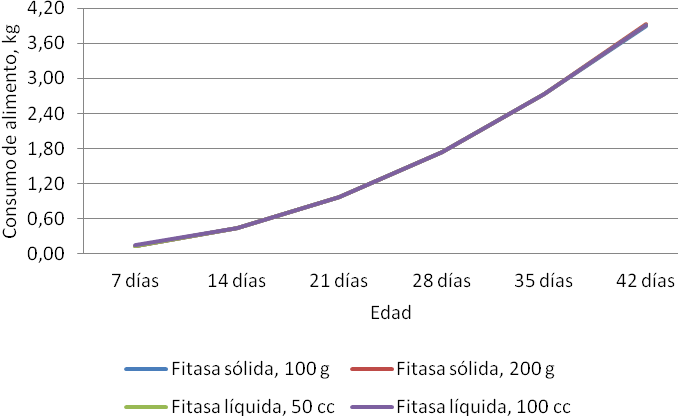 4,20
3,60
3,00
2,40
1,80
1,20
0,60
0,00
Consumo de alimento, kg
7 días 14 días 21 días 28 días 35 días 42 días
Edad
Fitasa sólida, 100 g Fitasa sólida, 200 g
Fitasa líquida, 50 cc Fitasa líquida, 100 cc